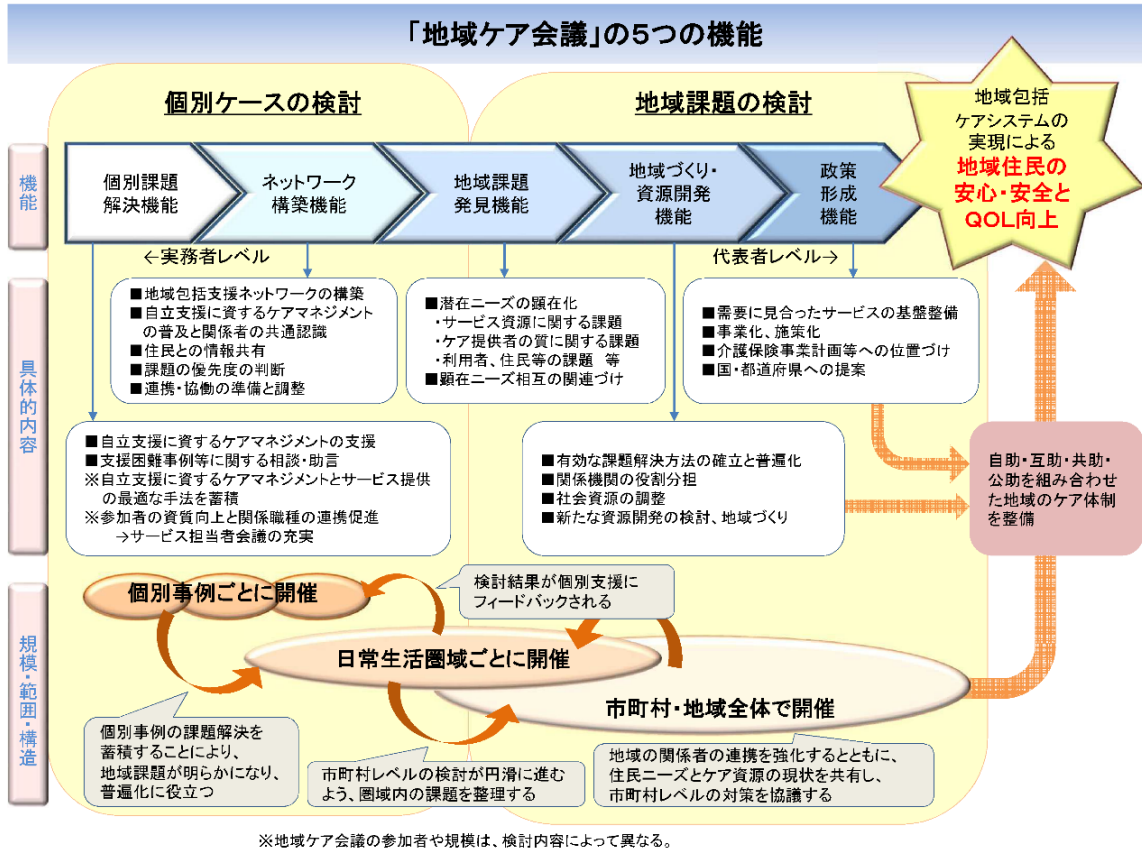 「地域ケア会議」の5つの機能
個別ケースの検討
地域課題の検討
地域包括
ケアシステムの
実現による
地域住民の
安心・安全と
QOL向上
機能
個別課題
解決機能
ネットワーク
構築機能
地域課題
発見機能
地域づくり・
資源開発
機能
政策
形成
機能
←実務者レベル
代表者レベル→
具体的内容
■地域包括支援ネットワークの構築
■自立支援に資するケアマネジメント
の普及と関係者の共通認識
■住民との情報共有
■課題の優先度の判断
■連携・協働の準備と調整
■潜在ニーズの顕在化
・サービス資源に関する課題
・ケア提供者の質に関する課題
・利用者、住民等の課題 等
■顕在ニーズ相互の関連づけ
■需要に見合ったサービスの基盤整備
■事業化、施策化
■介護保険事業計画等への位置づけ
■国・都道府県への提案
■自立支援に資するケアマネジメントの支援
■支援困難事例等に関する相談・助言
※自立支援に資するケアマネジメントとサービス提供
の最適な手法を蓄積
※参加者の資質向上と関係職種の連携促進
→サービス担当者会議の充実
■有効な課題解決方法の確立と普遍化
■関係機関の役割分担
■社会資源の調整
■新たな資源開発の検討、地域づくり
自助・互助・共助・
公助を組み合わせ
た地域のケア体制
を整備
規模・範囲・構造
個別事例ごとに開催
検討結果が個別支援に
フィードバックされる
日常生活圏域ごとに開催
市町村・地域全体で開催
個別事例の課題解決を
蓄積することにより、
地域課題が明らかになり、
普遍化に役立つ
市町村レベルの検討が円滑に進む
よう、圏域内の課題を整理する
地域の関係者の連携を強化するとともに、
住民ニーズとケア資源の現状を共有し、
市町村レベルの対策を協議する
※地域ケア会議の参加者や規模は、検討内容によって異なる。